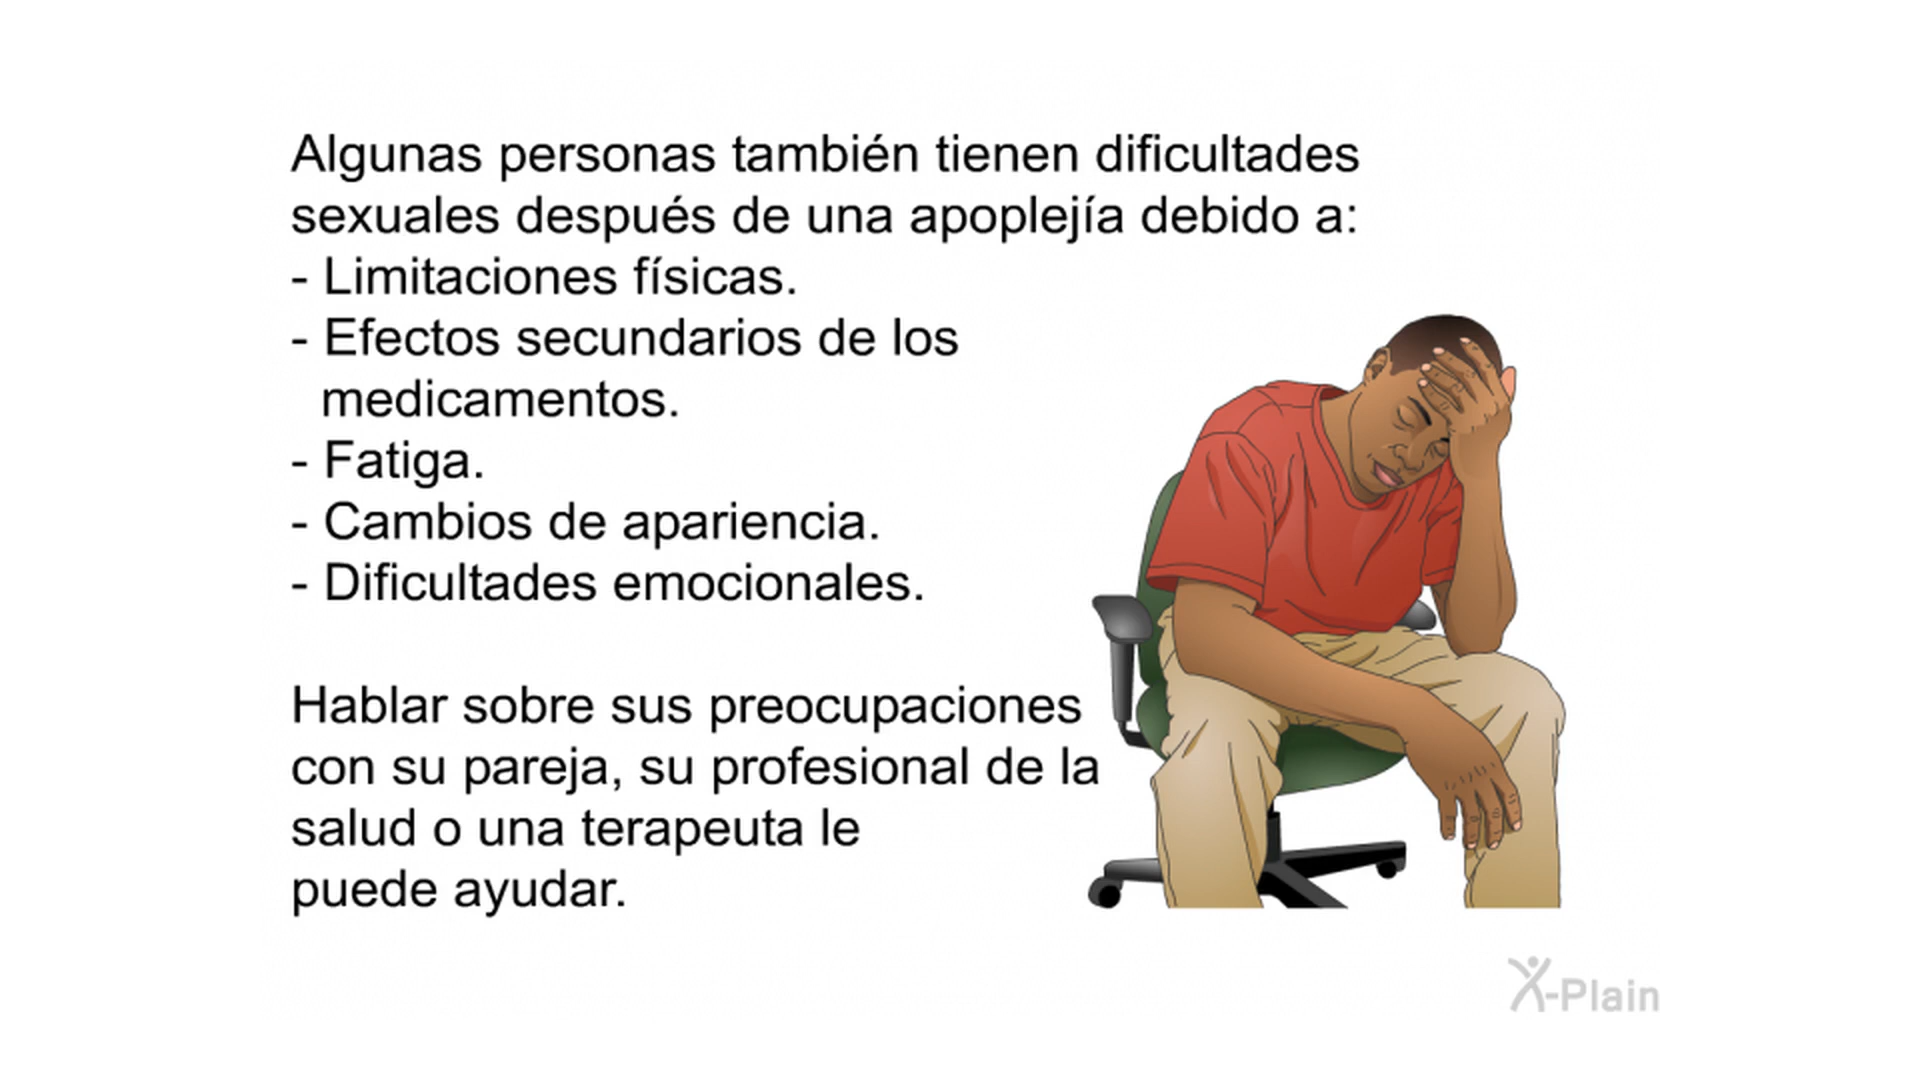 Algunas personas también tienen dificultades
sexuales después de una apoplejía debido a:
- Limitaciones físicas.
- Efectos secundarios de los
medicamentos.
- Fatiga.
- Cambios de apariencia.
- Dificultades emocionales.
Hablar sobre sus preocupaciones
con su pareja, su profesional de la
salud o una terapeuta le
puede ayudar.
X-Plain